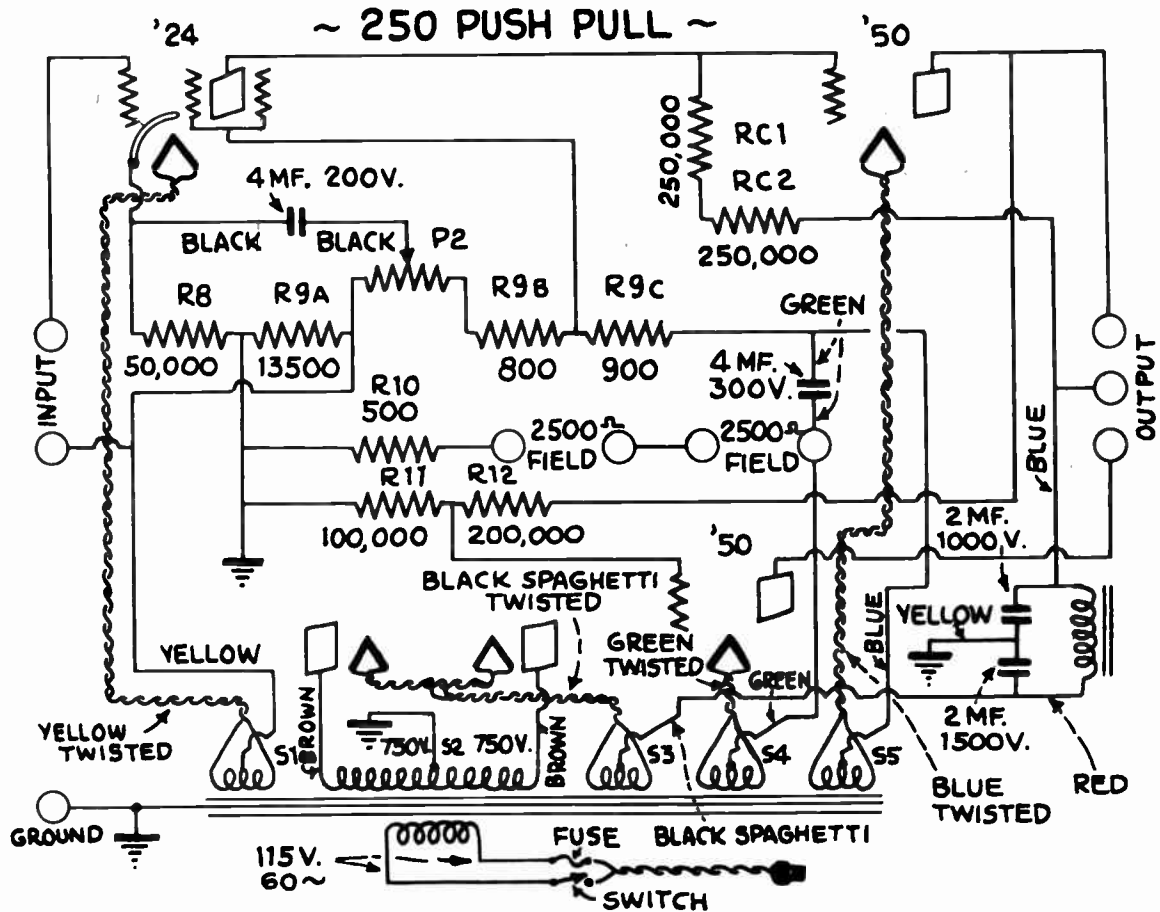 ~ 250 PUSH PULL ~
'24
'50
250,000
RC1
RC2
250,000
4 MF. 200V.
BLACK
BLACK
P2
R8
R9A
R9B
R9C
GREEN
50,000
13500
800
900
4 MF.
300V.
INPUT
OUTPUT
R10
500
2500Ω
FIELD
2500Ω
FIELD
BLUE
R11
R12
100,000
200,000
'50
2 MF.
1000 V.
BLACK SPAGHETTI
TWISTED
GREEN
TWISTED
BLUE
YELLOW
YELLOW
GREEN
YELLOW
TWISTED
S1
BROWN
750V.
S2
750V.
BROWN
S3
S4
S5
2 MF.
1500V.
RED
BLUE
TWISTED
GROUND
FUSE
BLACK SPAGHETTI
115 V.
60~
SWITCH